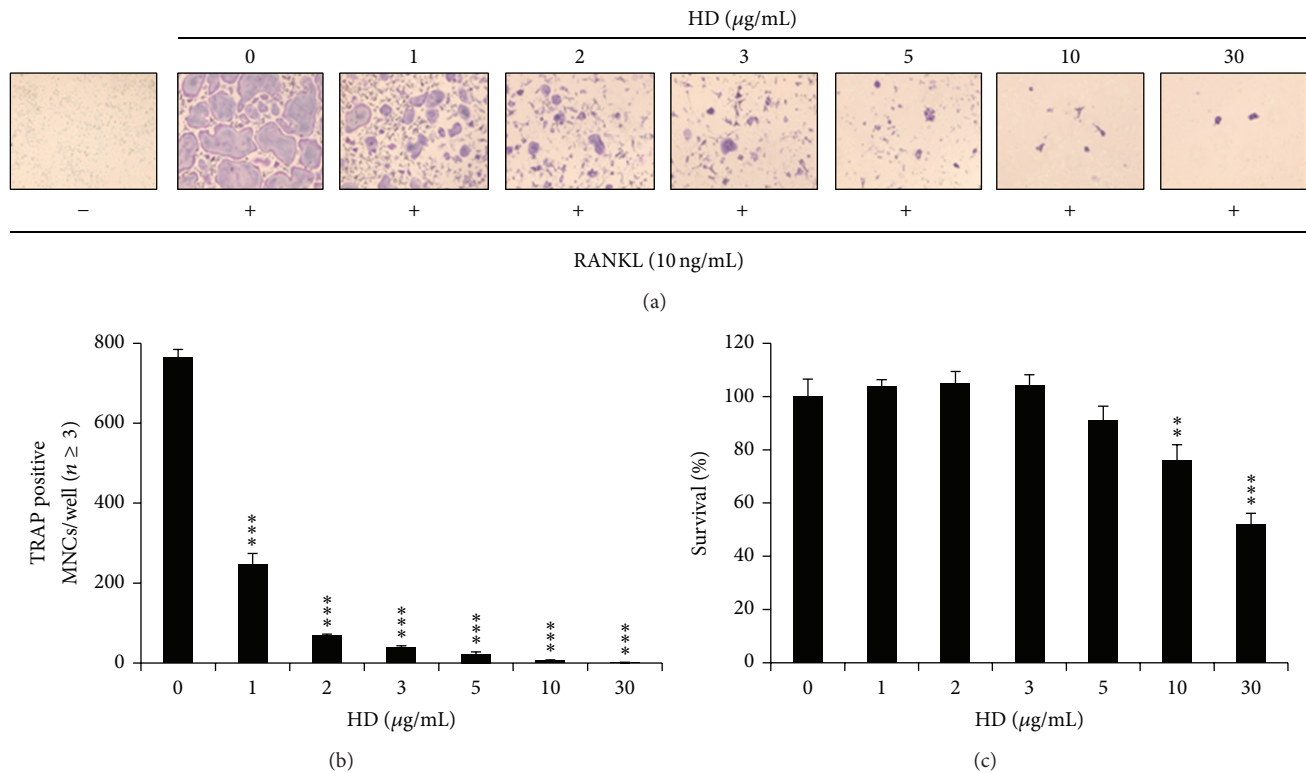 HD (μg/mL)
0 1 2 3 5 10 30
− + + + + + + +
RANKL (10 ng/mL)
(a)
TRAP positive
MNCs/well (n ≥ 3)
800
600
400
200
0
***
***
***
***
***
***
0 1 2 3 5 10 30
HD (μg/mL)
(b)
Survival (%)
120
100
80
60
40
20
0
**
***
0 1 2 3 5 10 30
HD (μg/mL)
(c)